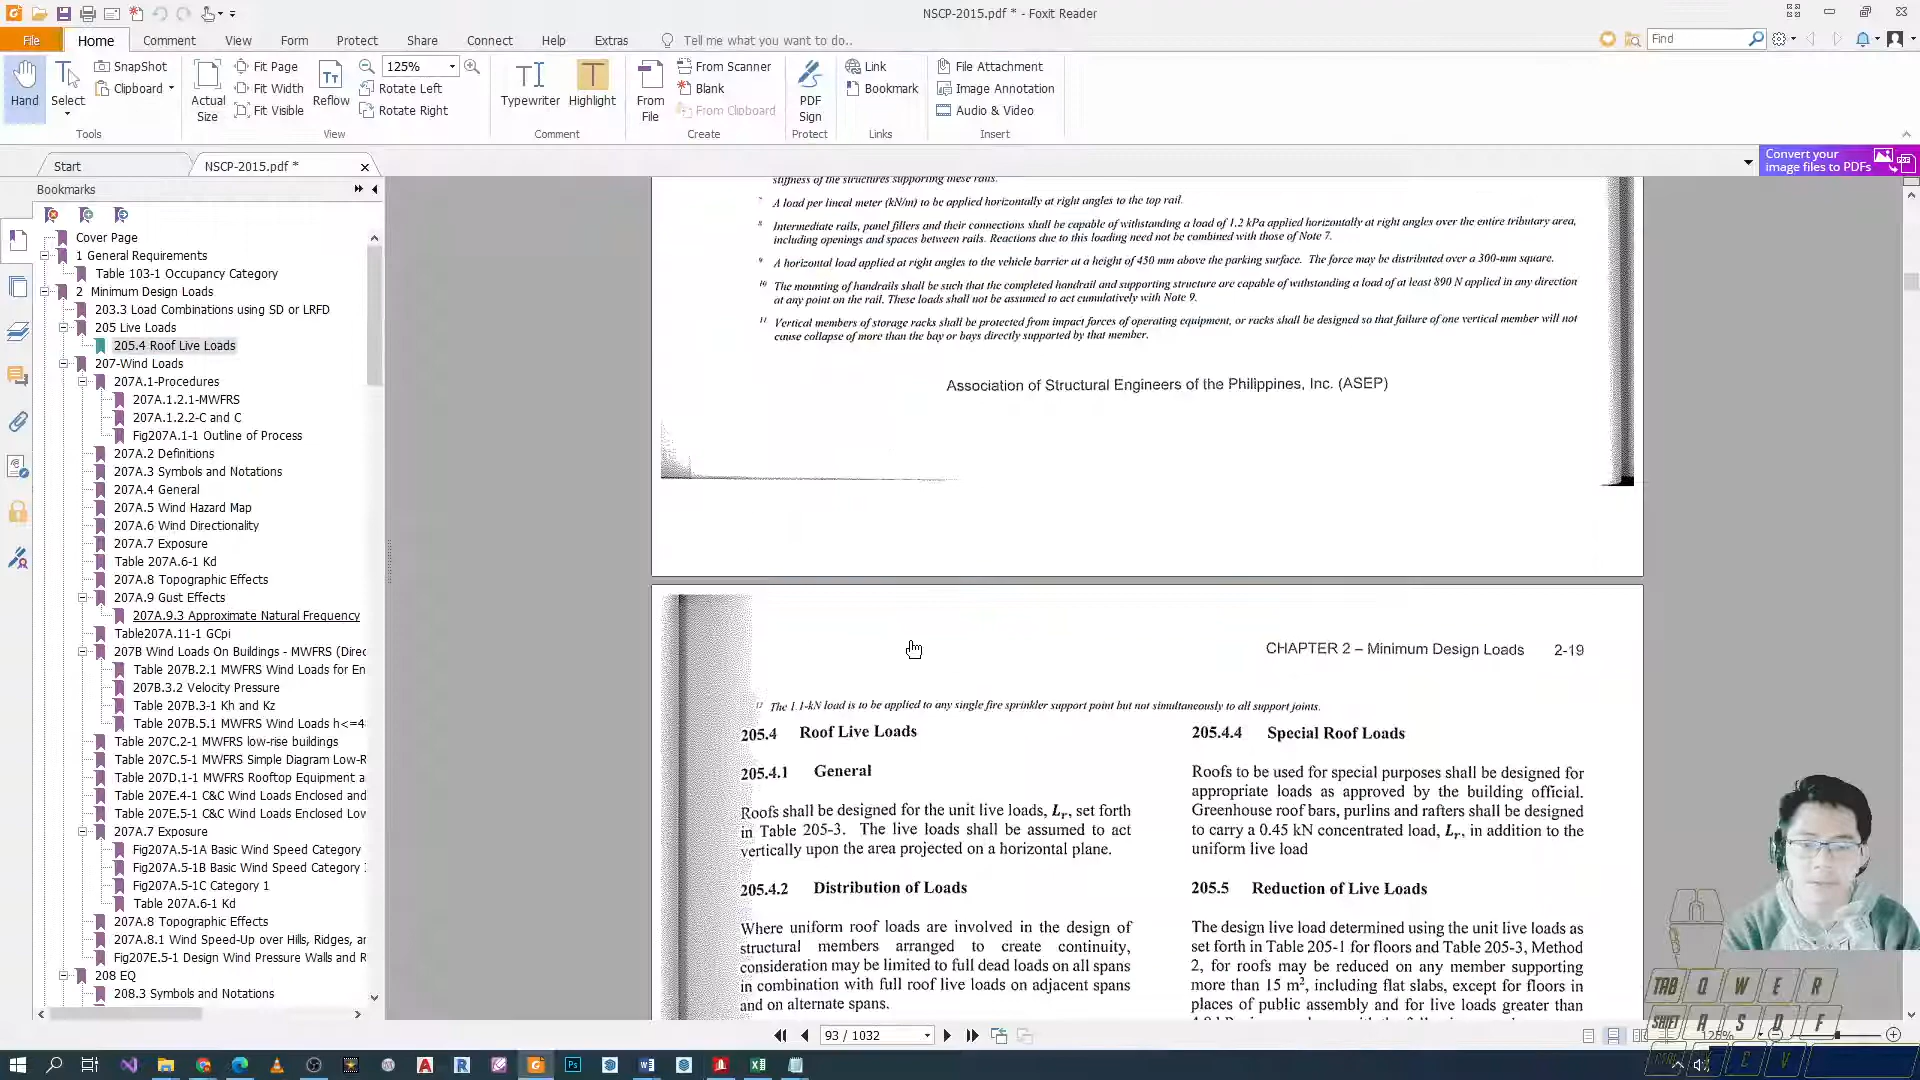 NSCP-2015.pdf * - Foxit Reader
File
Home
Comment
View
Form
Protect
Share
Connect
Help
Extras
Tell me what you want to do..
Find
Hand
Select
SnapShot
Clipboard
Tools
Actual
Size
Fit Page
Fit Width
Fit Visible
Reflow
125%
Rotate Left
Rotate Right
View
Typewriter
Highlight
Comment
From
File
From Scanner
Blank
From Clipboard
Create
PDF
Sign
Protect
Link
Bookmark
Links
File Attachment
Image Annotation
Audio & Video
Insert
Start
NSCP-2015.pdf *
Convert your
image files to PDFs
Bookmarks
Cover Page
1 General Requirements
Table 103-1 Occupancy Category
2 Minimum Design Loads
203.3 Load Combinations using SD or LRFD
205 Live Loads
205.4 Roof Live Loads
207-Wind Loads
207A.1-Procedures
207A.1.2.1-MWFRS
207A.1.2.2-C and C
Fig207A.1-1 Outline of Process
207A.2 Definitions
207A.3 Symbols and Notations
207A.4 General
207A.5 Wind Hazard Map
207A.6 Wind Directionality
207A.7 Exposure
Table 207A.6-1 Kd
207A.8 Topographic Effects
207A.9 Gust Effects
207A.9.3 Approximate Natural Frequency
Table207A.11-1 GCpi
207B Wind Loads On Buildings - MWFRS (Direc
Table 207B.2.1 MWFRS Wind Loads for En
207B.3.2 Velocity Pressure
Table 207B.3-1 Kh and Kz
Table 207B.5.1 MWFRS Wind Loads h<=4
Table 207C.2-1 MWFRS low-rise buildings
Table 207C.5-1 MWFRS Simple Diagram Low-R
Table 207D.1-1 MWFRS Rooftop Equipment a
Table 207E.4-1 C&C Wind Loads Enclosed and
Table 207E.5-1 C&C Wind Loads Enclosed Low
207A.7 Exposure
Fig207A.5-1A Basic Wind Speed Category
Fig207A.5-1B Basic Wind Speed Category
Fig207A.5-1C Category 1
Table 207A.6-1 Kd
207A.8 Topographic Effects
207A.8.1 Wind Speed-Up over Hills, Ridges, ar
Fig207E.5-1 Design Wind Pressure Walls and R
208 EQ
208.3 Symbols and Notations
stiffness of the structures supporting these rails.
7 A load per lineal meter (kN/m) to be applied horizontally at right angles to the top rail.
8 Intermediate rails, panel fillers and their connections shall be capable of withstanding a load of 1.2 kPa applied horizontally at right angles over the entire tributary area,
including openings and spaces between rails. Reactions due to this loading need not be combined with those of Note 7.
9 A horizontal load applied at right angles to the vehicle barrier at a height of 450 mm above the parking surface. The force may be distributed over a 300-mm square.
10 The mounting of handrails shall be such that the completed handrail and supporting structure are capable of withstanding a load of at least 890 N applied in any direction
at any point on the rail. These loads shall not be assumed to act cumulatively with Note 9.
11 Vertical members of storage racks shall be protected from impact forces of operating equipment, or racks shall be designed so that failure of one vertical member will not
cause collapse of more than the bay or bays directly supported by that member.
Association of Structural Engineers of the Philippines, Inc. (ASEP)
CHAPTER 2 – Minimum Design Loads 2-19
12 The 1.1-kN load is to be applied to any single fire sprinkler support point but not simultaneously to all support joints.
205.4 Roof Live Loads
205.4.1 General
Roofs shall be designed for the unit live loads, Lr, set forth
in Table 205-3. The live loads shall be assumed to act
vertically upon the area projected on a horizontal plane.
205.4.2 Distribution of Loads
Where uniform roof loads are involved in the design of
structural members arranged to create continuity,
consideration may be limited to full dead loads on all spans
in combination with full roof live loads on adjacent spans
and on alternate spans.
205.4.4 Special Roof Loads
Roofs to be used for special purposes shall be designed for
appropriate loads as approved by the building official.
Greenhouse roof bars, purlins and rafters shall be designed
to carry a 0.45 kN concentrated load, Lr, in addition to the
uniform live load
205.5 Reduction of Live Loads
The design live load determined using the unit live loads as
set forth in Table 205-1 for floors and Table 205-3, Method
2, for roofs may be reduced on any member supporting
more than 15 m², including flat slabs, except for floors in
places of public assembly and for live loads greater than
93 / 1032
125%
TAB Q W E R
SHIFT A S D F
C V